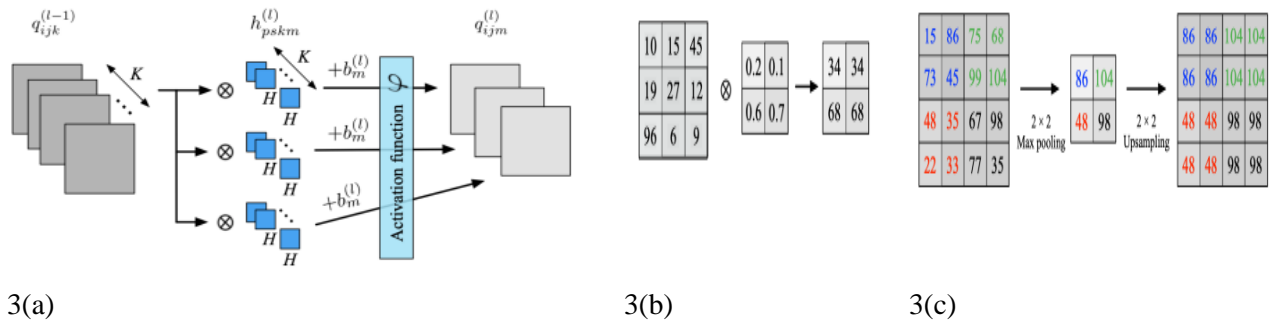 q_{ijk}^{(l-1)}
h_{pskm}^{(l)}
q_{ijm}^{(l)}
K
K
⊗
H
H
+b_m^{(l)}
⊗
H
H
+b_m^{(l)}
⊗
H
H
+b_m^{(l)}
Activation function φ
3(a)
10 15 45
19 27 12
96 6 9
⊗
0.2 0.1
0.6 0.7
34 34
68 68
3(b)
15 86 75 68
73 45 99 104
48 35 67 98
22 33 77 35
2 × 2
Max pooling
86 104
48 98
2 × 2
Upsampling
86 86 104 104
86 86 104 104
48 48 98 98
48 48 98 98
3(c)